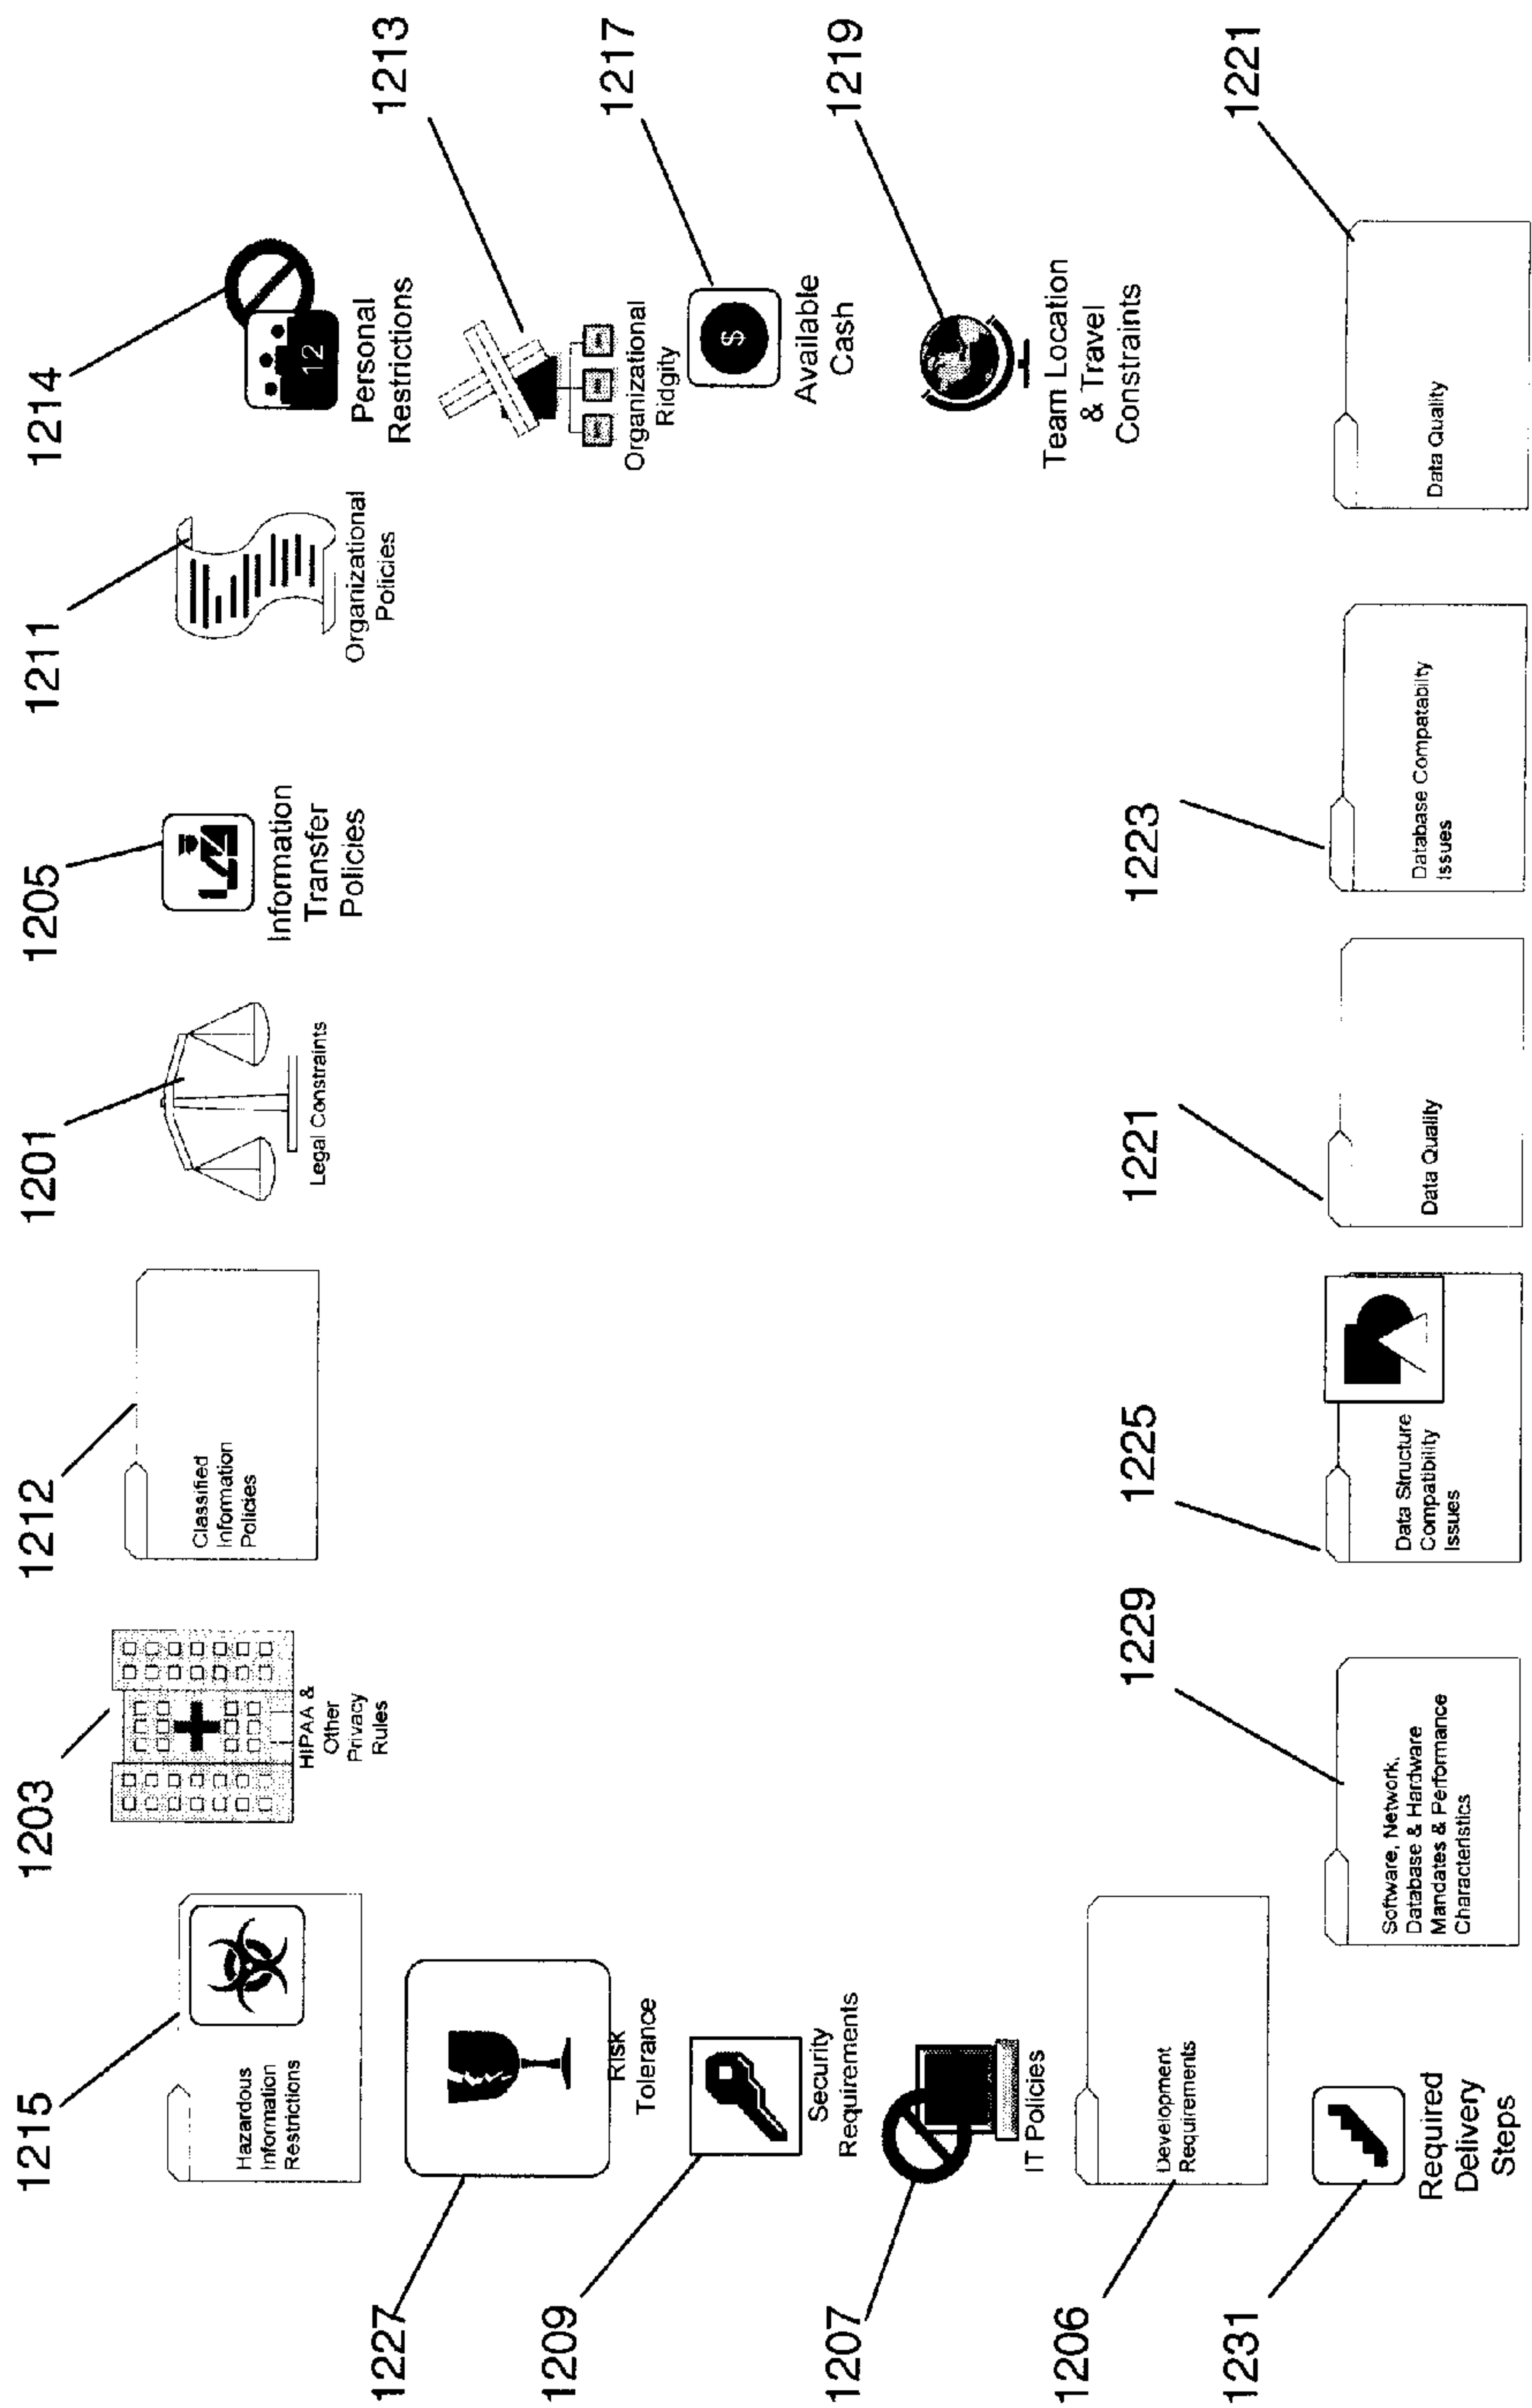 1215
Hazardous
Information
Restrictions
1203
HIPAA &
Other
Privacy
Rules
1212
Classified
Information
Policies
1201
Legal Constraints
1205
Information
Transfer
Policies
1211
Organizational
Policies
1214
12
Personal
Restrictions
1213
Organizational
Ridgity
1217
$
Available
Cash
1219
Team Location
& Travel
Constraints
1227
Risk
Tolerance
1209
Security
Requirements
1207
IT Policies
1206
Development
Requirements
1231
Required
Delivery
Steps
1229
Software, Network,
Database & Hardware
Mandates & Performance
Characteristics
1225
Data Structure
Compatibility
Issues
1221
Data Quality
1223
Database Compatabilty
Issues
1221
Data Quality